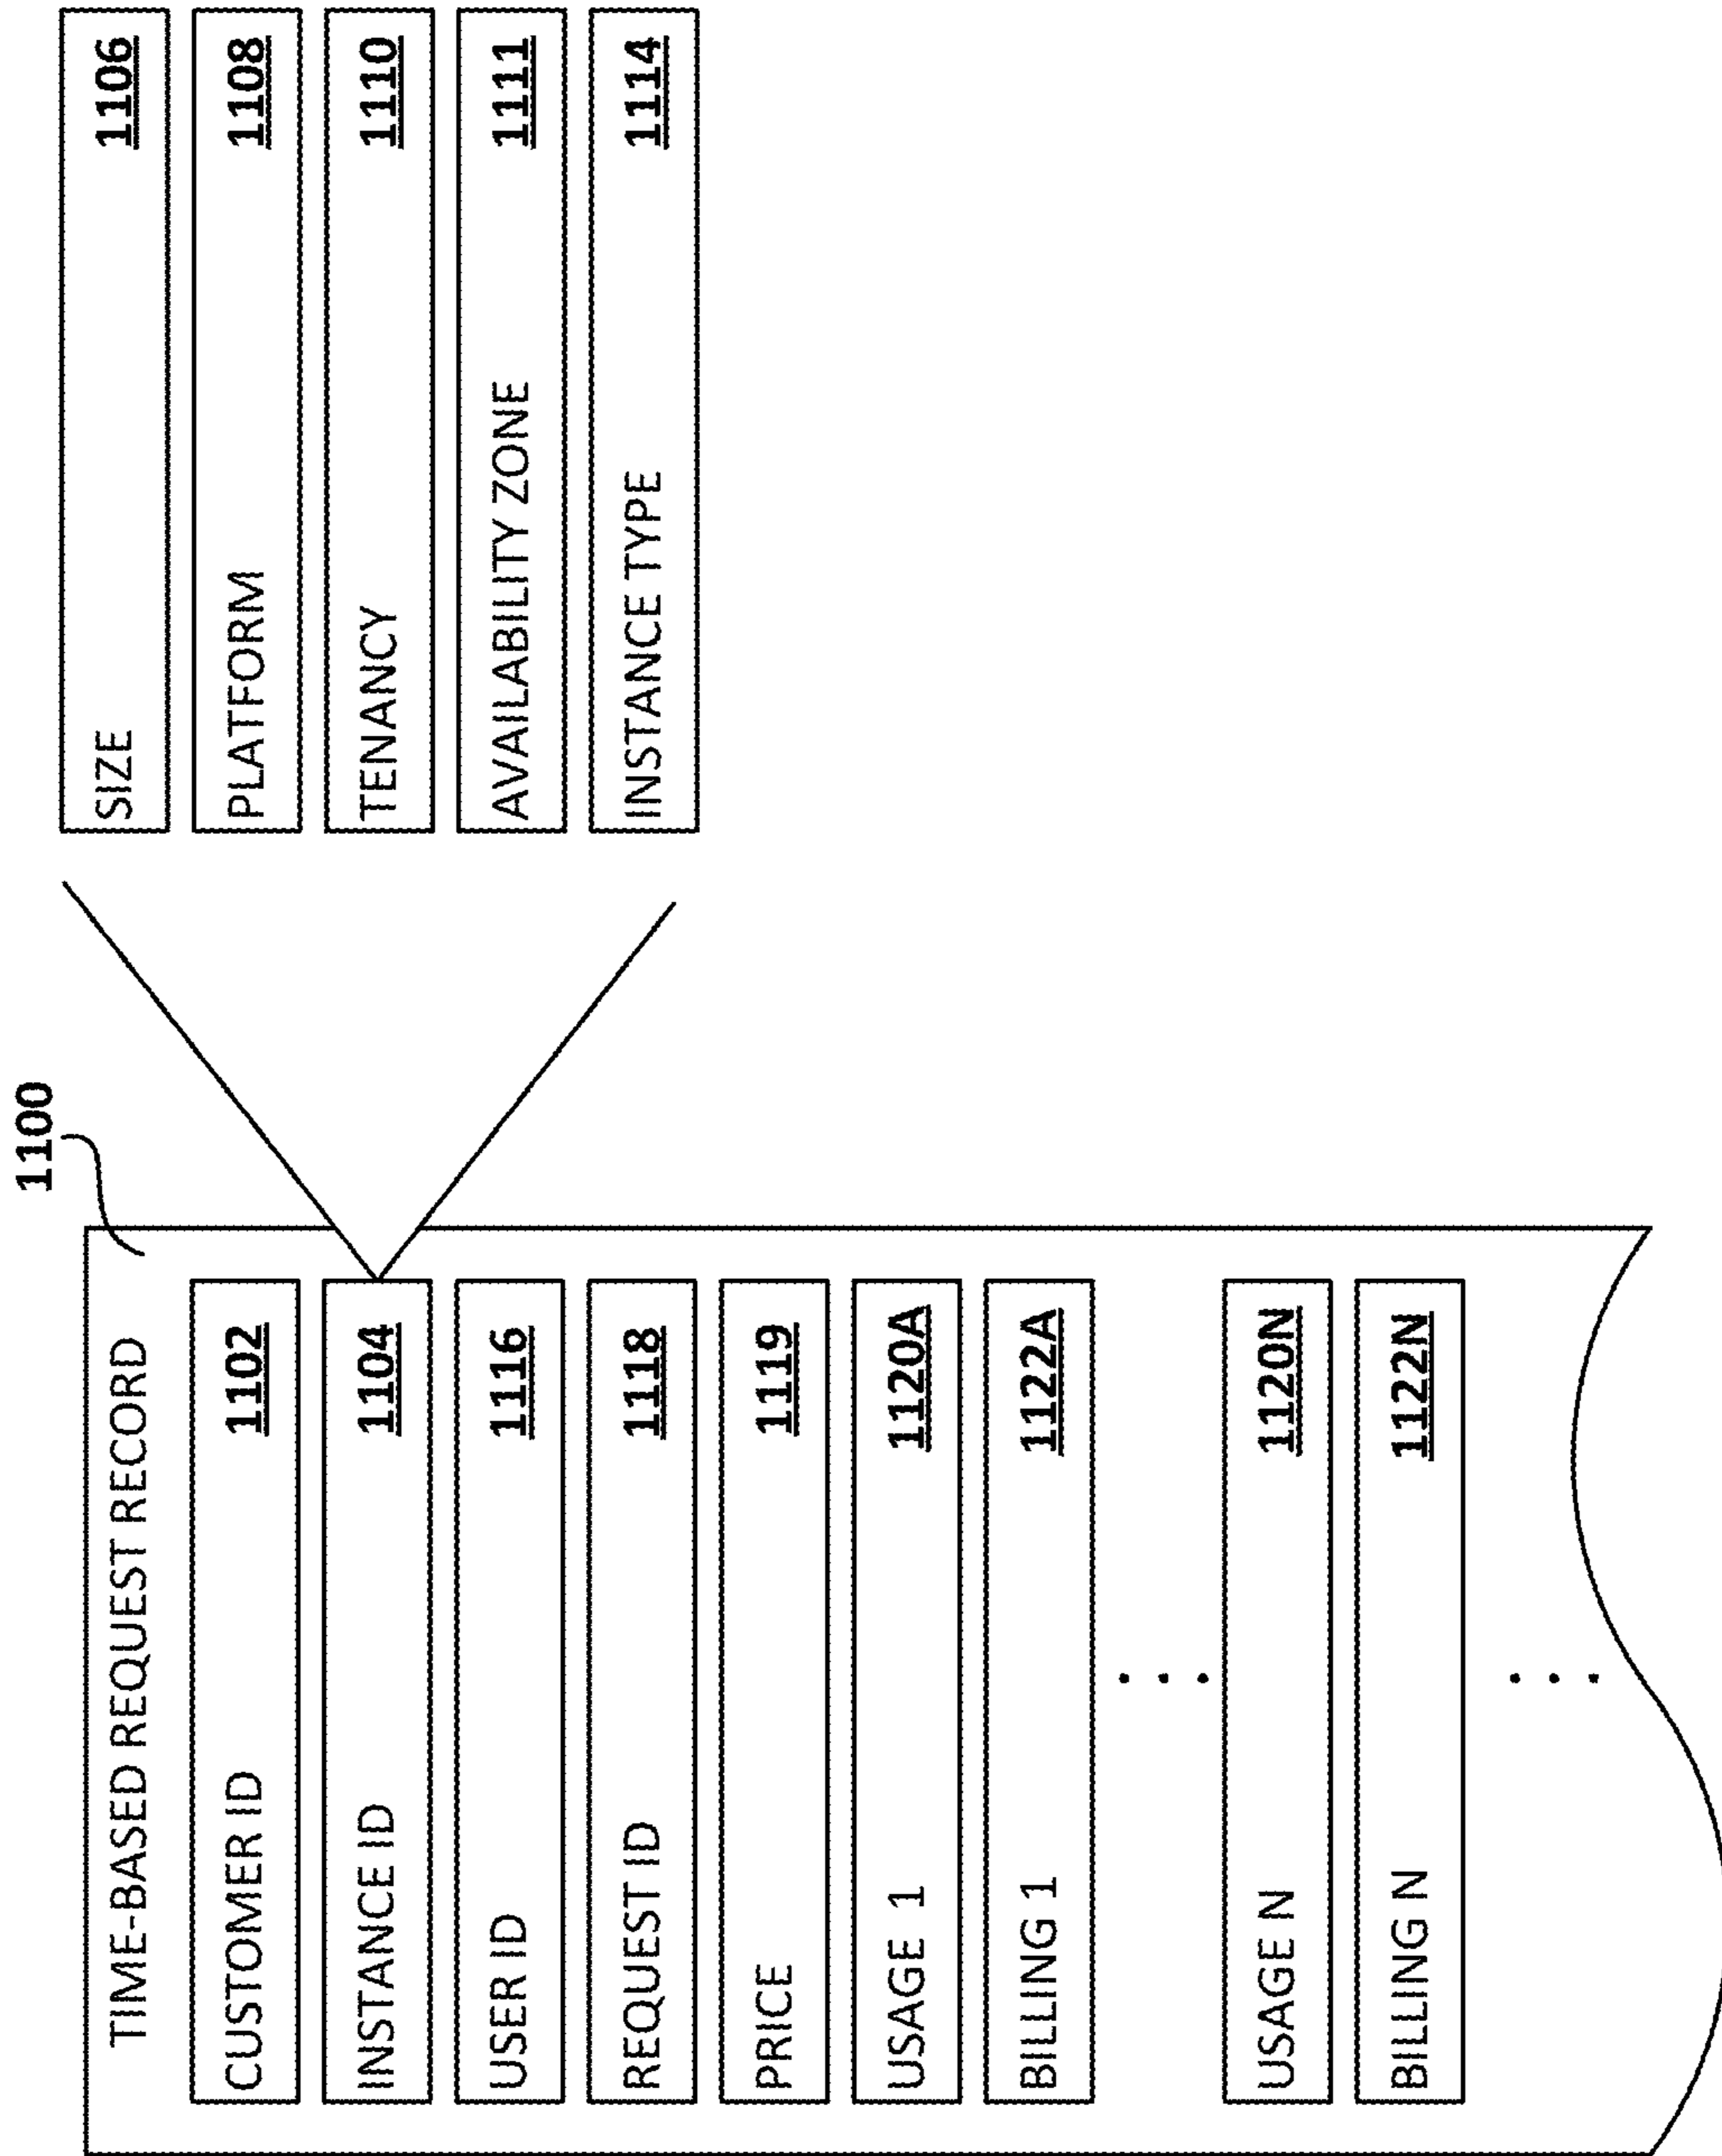 1100
TIME-BASED REQUEST RECORD
CUSTOMER ID 1102
INSTANCE ID 1104
USER ID 1116
REQUEST ID 1118
PRICE 1119
USAGE 1 1120A
BILLING 1 1122A
. . .
USAGE N 1120N
BILLING N 1122N
. . .
SIZE 1106
PLATFORM 1108
TENANCY 1110
AVAILABILITY ZONE 1111
INSTANCE TYPE 1114